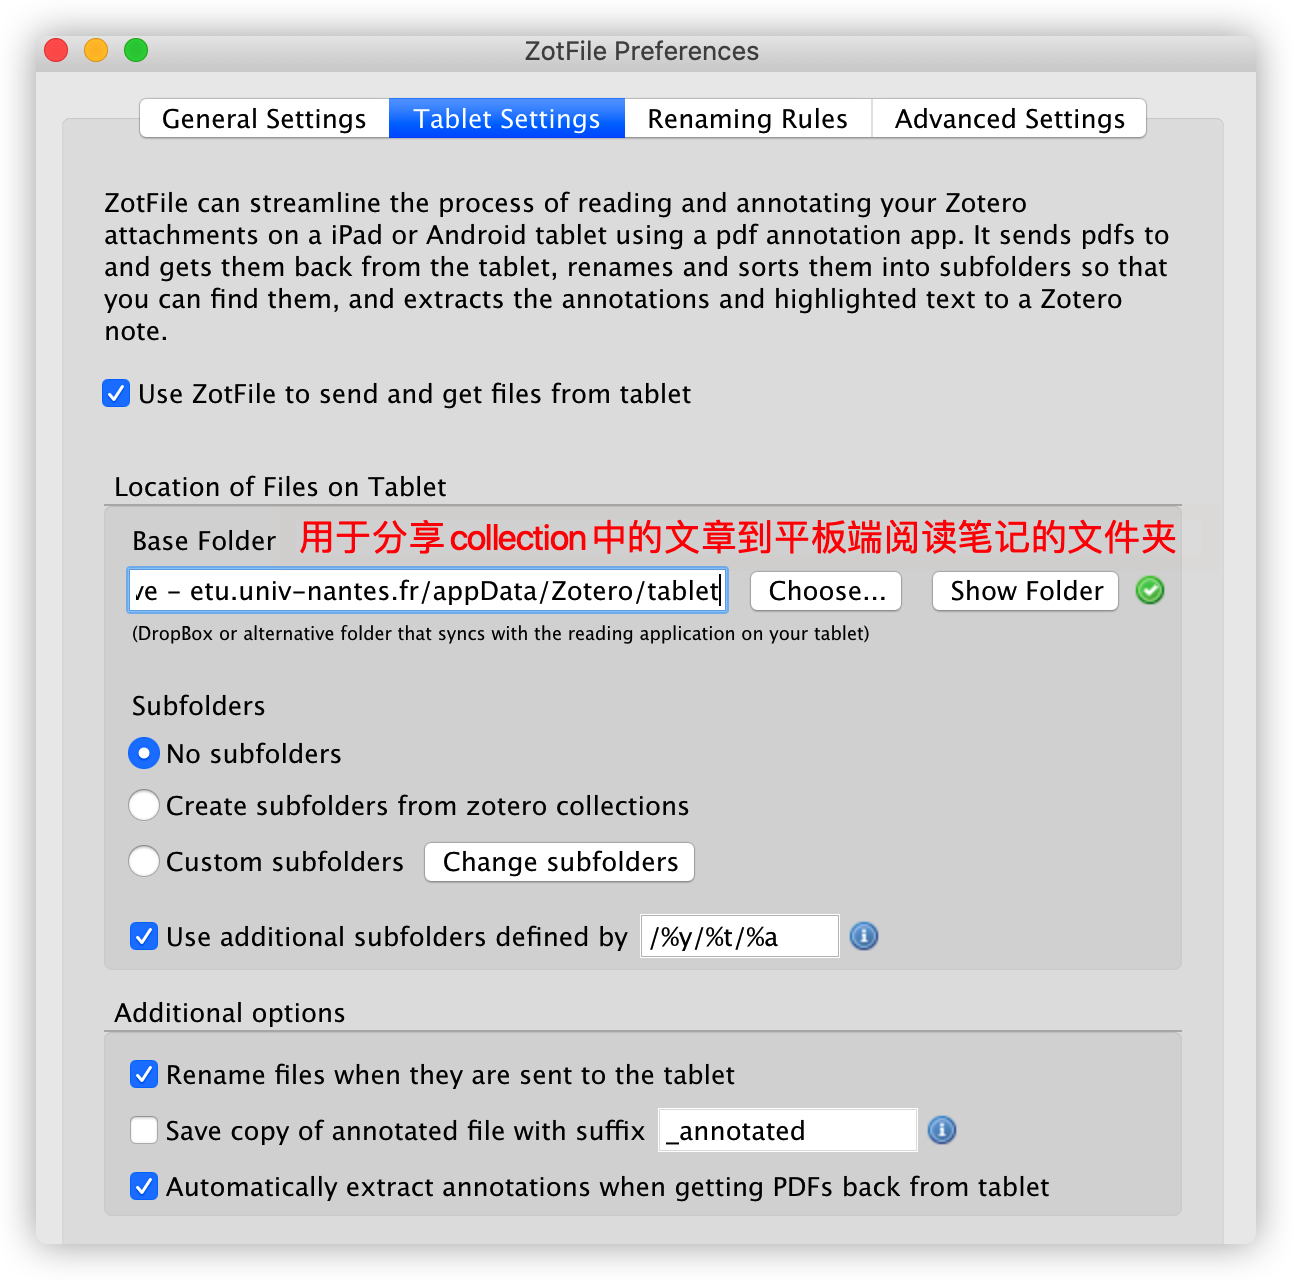 ZotFile Preferences
General Settings Tablet Settings Renaming Rules Advanced Settings
ZotFile can streamline the process of reading and annotating your Zotero
attachments on a iPad or Android tablet using a pdf annotation app. It sends pdfs to
and gets them back from the tablet, renames and sorts them into subfolders so that
you can find them, and extracts the annotations and highlighted text to a Zotero
note.
Use ZotFile to send and get files from tablet
Location of Files on Tablet
Base Folder 用于分享collection中的文章到平板端阅读笔记的文件夹
ve - etu.univ-nantes.fr/appData/Zotero/tablet Choose... Show Folder
(DropBox or alternative folder that syncs with the reading application on your tablet)
Subfolders
No subfolders
Create subfolders from zotero collections
Custom subfolders Change subfolders
Use additional subfolders defined by /%y/%t/%a
Additional options
Rename files when they are sent to the tablet
Save copy of annotated file with suffix _annotated
Automatically extract annotations when getting PDFs back from tablet